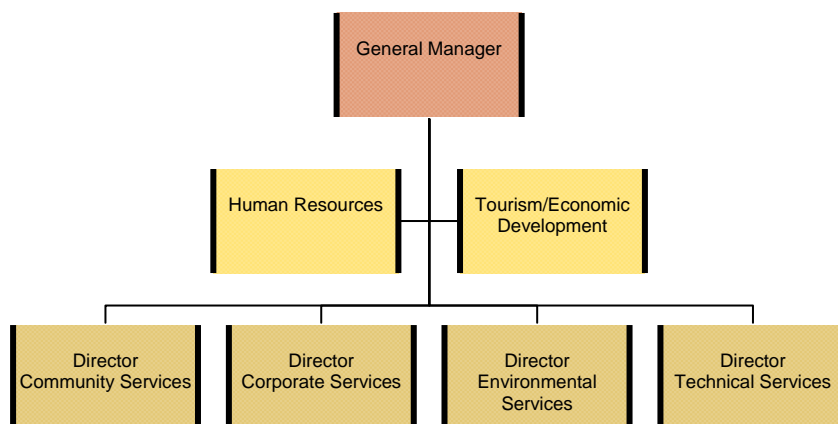 General Manager
Human Resources
Tourism/Economic
Development
Director
Community Services
Director
Corporate Services
Director
Environmental
Services
Director
Technical Services